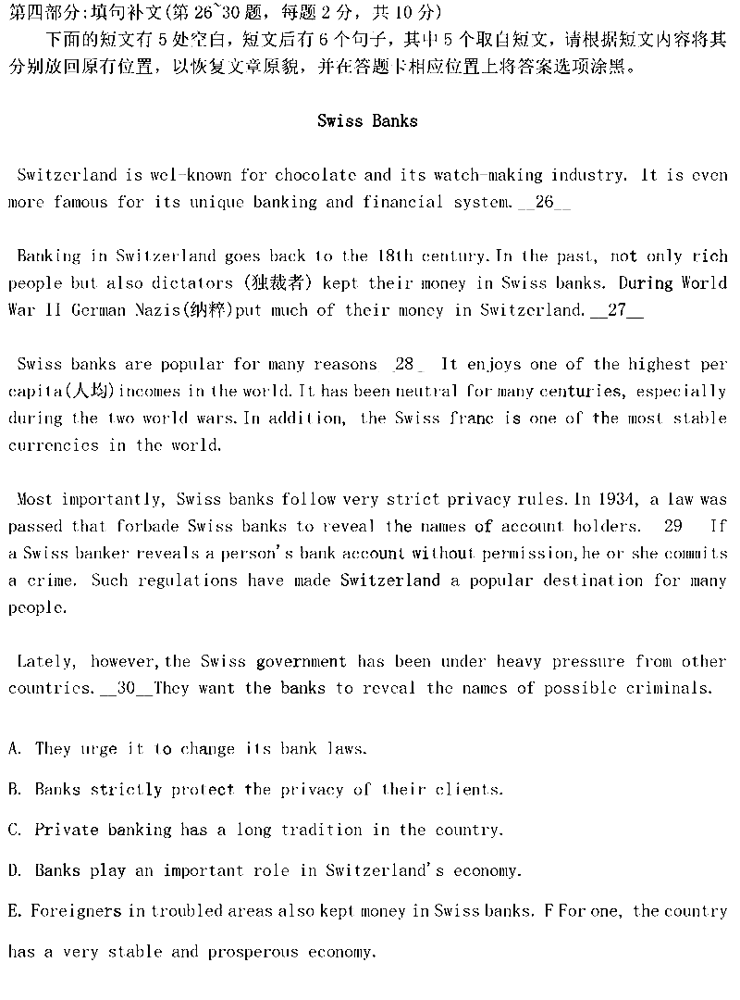 第四部分:填句补文(第 26~30 题，每题 2 分，共 10 分)
下面的短文有 5 处空白，短文后有 6 个句子，其中 5 个取自短文，请根据短文内容将其
分别放回原有位置，以恢复文章原貌，并在答题卡相应位置上将答案选项涂黑。
Swiss Banks
Switzerland is wel-known for chocolate and its watch-making industry. It is even
more famous for its unique banking and financial system. __26__
Banking in Switzerland goes back to the 18th century. In the past, not only rich
people but also dictators (独裁者) kept their money in Swiss banks. During World
War II German Nazis(纳粹)put much of their money in Switzerland. __27__
Swiss banks are popular for many reasons _28_ It enjoys one of the highest per
capita(人均)incomes in the world. It has been neutral for many centuries, especially
during the two world wars. In addition, the Swiss franc is one of the most stable
currencies in the world.
Most importantly, Swiss banks follow very strict privacy rules. In 1934, a law was
passed that forbade Swiss banks to reveal the names of account holders. 29 If
a Swiss banker reveals a person's bank account without permission, he or she commits
a crime. Such regulations have made Switzerland a popular destination for many
people.
Lately, however, the Swiss government has been under heavy pressure from other
countries. __30__They want the banks to reveal the names of possible criminals.
A. They urge it to change its bank laws.
B. Banks strictly protect the privacy of their clients.
C. Private banking has a long tradition in the country.
D. Banks play an important role in Switzerland's economy.
E. Foreigners in troubled areas also kept money in Swiss banks. F For one, the country
has a very stable and prosperous economy.